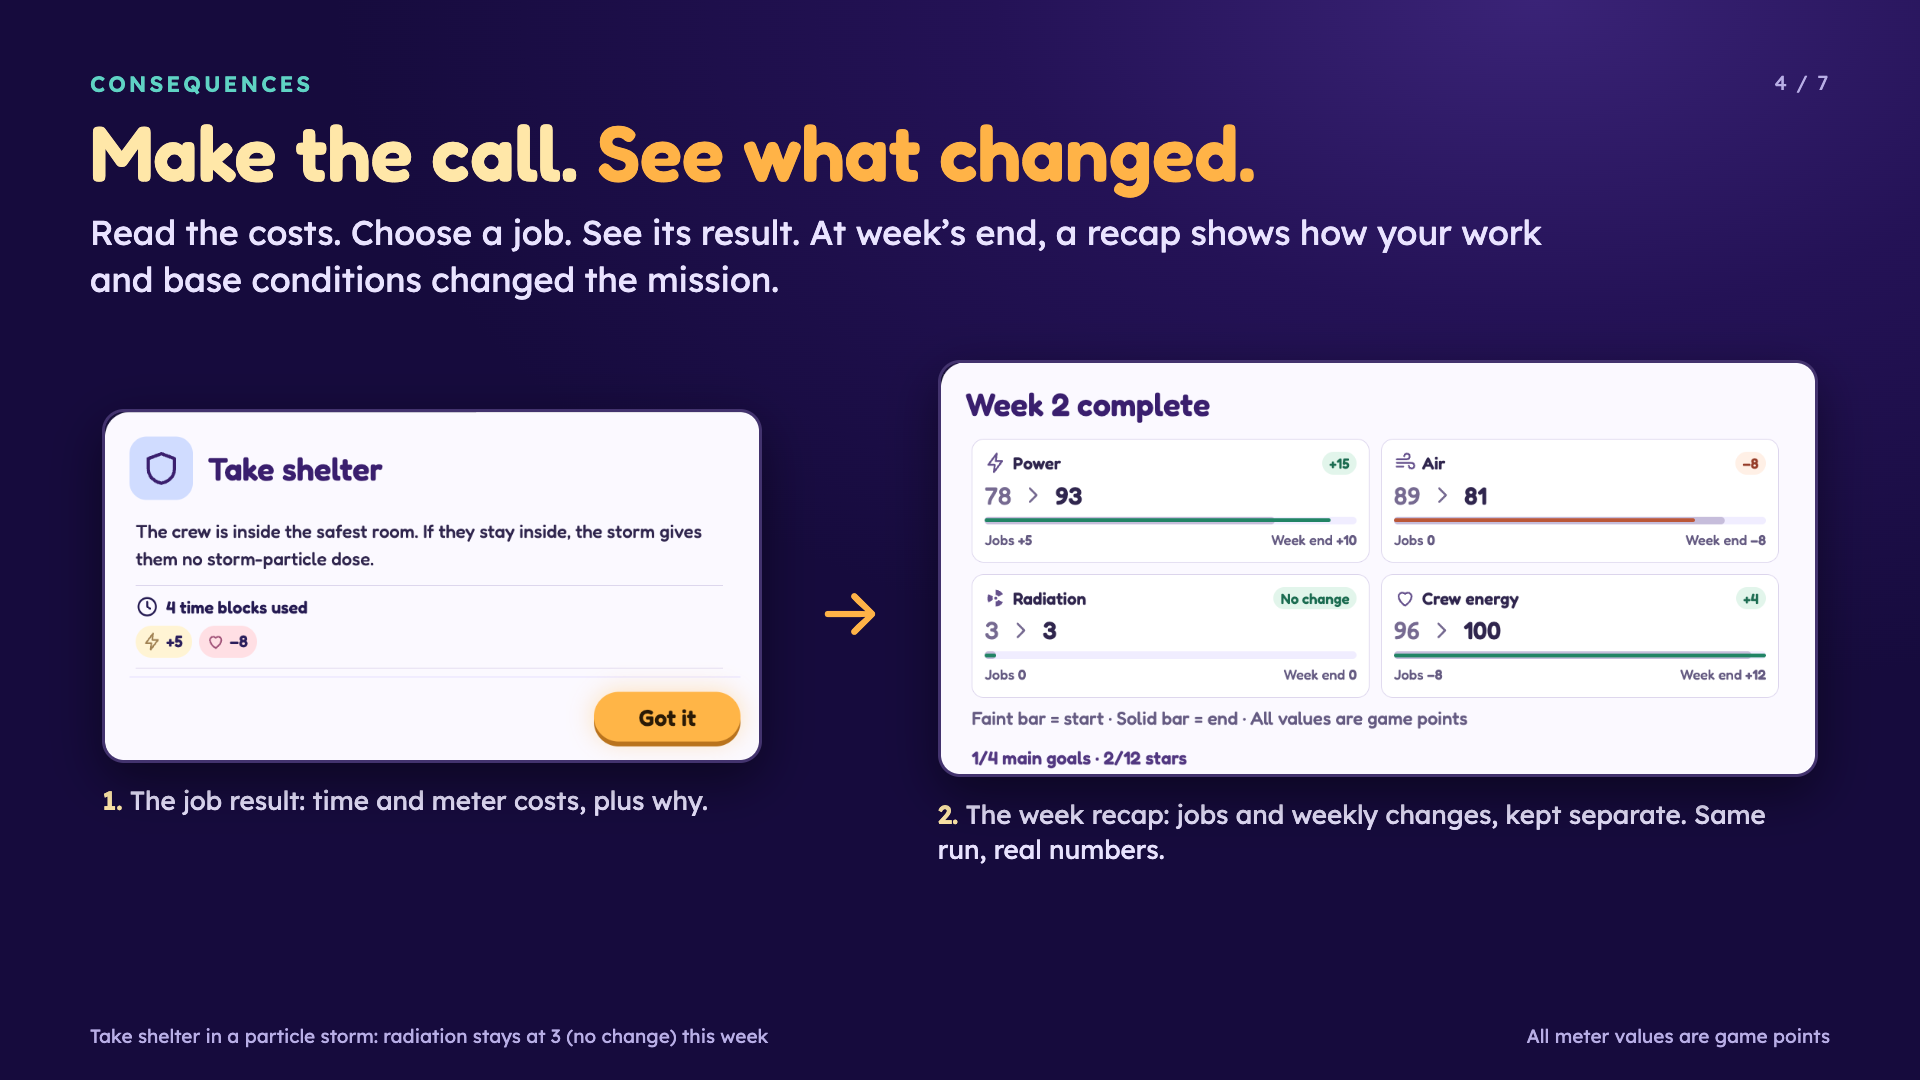 CONSEQUENCES
4 / 7
Make the call. See what changed.
Read the costs. Choose a job. See its result. At week’s end, a recap shows how your work
and base conditions changed the mission.
Take shelter
The crew is inside the safest room. If they stay inside, the storm gives
them no storm-particle dose.
4 time blocks used
+5 −8
Got it
1. The job result: time and meter costs, plus why.
Week 2 complete
Power +15
78 > 93
Jobs +5 Week end +10
Air −8
89 > 81
Jobs 0 Week end −8
Radiation No change
3 > 3
Jobs 0 Week end 0
Crew energy +4
96 > 100
Jobs −8 Week end +12
Faint bar = start · Solid bar = end · All values are game points
1/4 main goals · 2/12 stars
2. The week recap: jobs and weekly changes, kept separate. Same
run, real numbers.
Take shelter in a particle storm: radiation stays at 3 (no change) this week
All meter values are game points